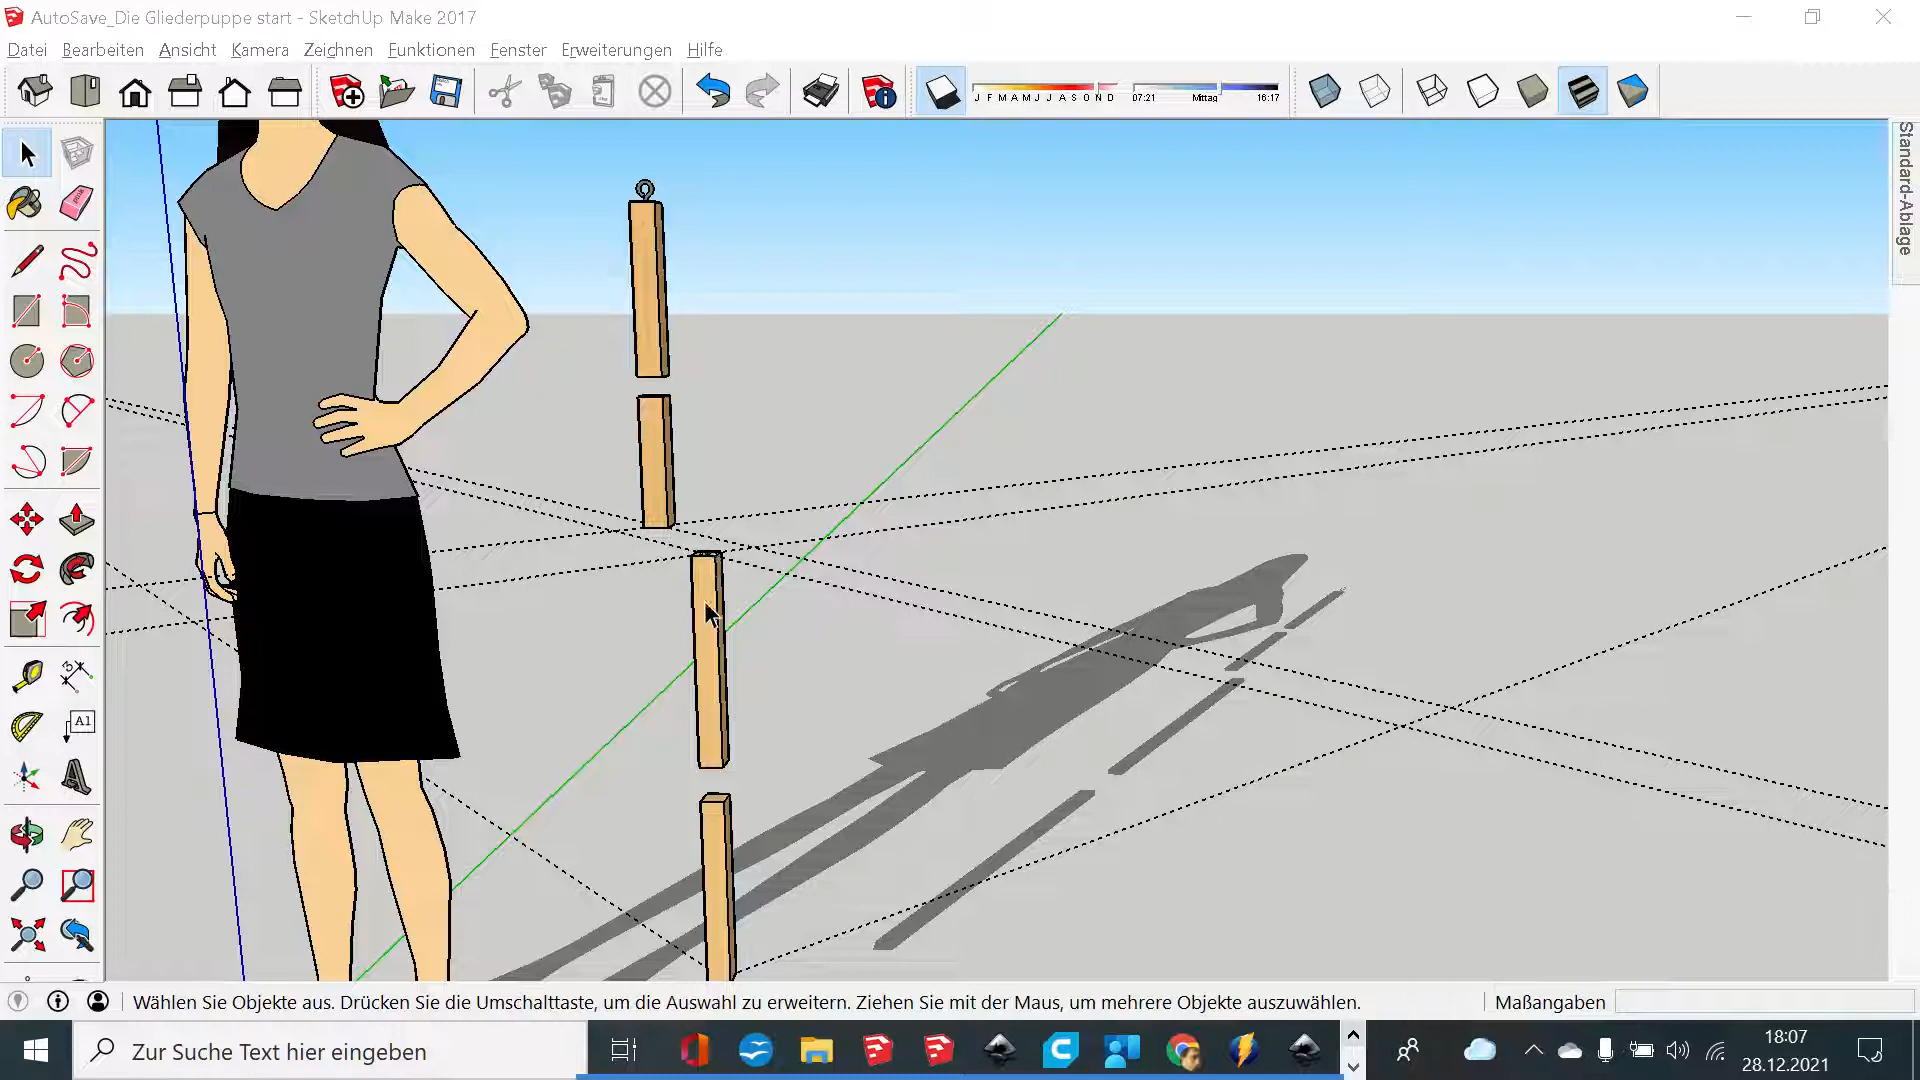 AutoSave_Die Gliederpuppe start - SketchUp Make 2017
Datei Bearbeiten Ansicht Kamera Zeichnen Funktionen Fenster Erweiterungen Hilfe
J F M A M J J A S O N D 07:21 Mittag 16:17
Standard-Ablage
A1
Wählen Sie Objekte aus. Drücken Sie die Umschalttaste, um die Auswahl zu erweitern. Ziehen Sie mit der Maus, um mehrere Objekte auszuwählen. Maßangaben
Zur Suche Text hier eingeben
18:07
28.12.2021